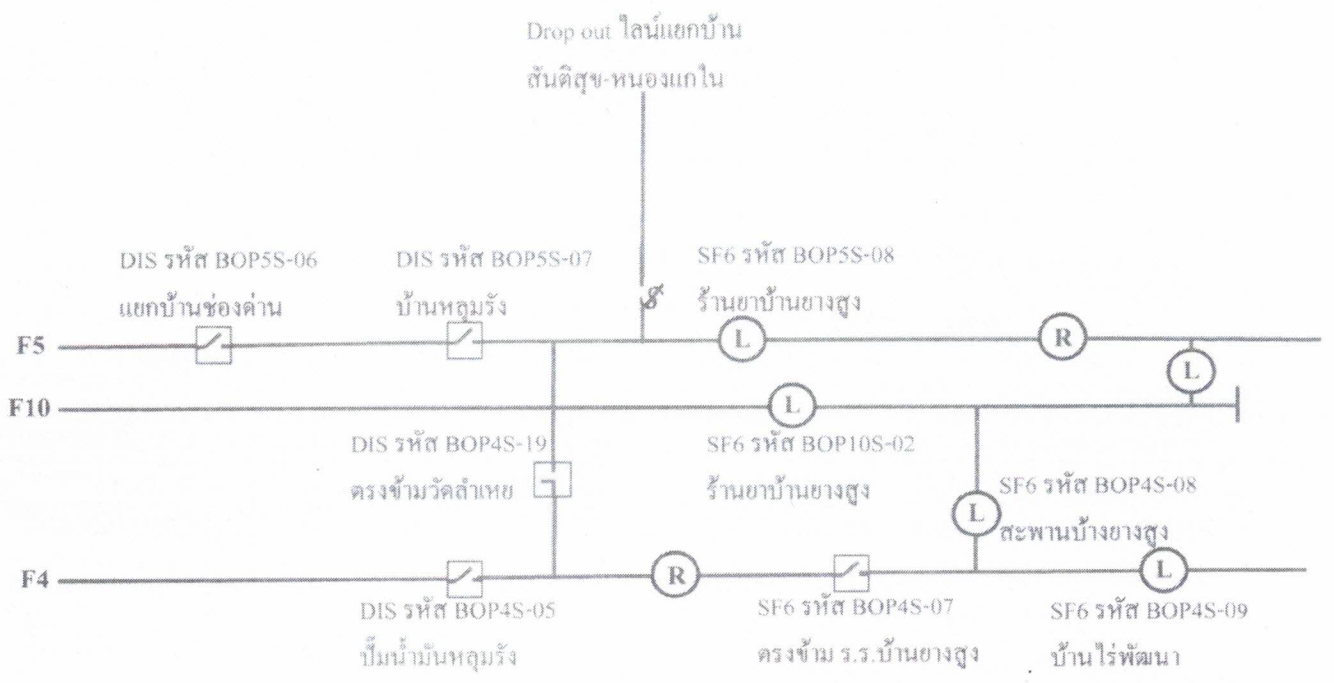 Drop out ไลน์แยกบ้าน
สันติสุข-หนองแกใน
DIS รหัส BOP5S-06
แยกบ้านช่องด่าน
DIS รหัส BOP5S-07
บ้านหลุมรัง
SF6 รหัส BOP5S-08
ร้านยาบ้านยางสูง
F5
L
R
L
F10
L
DIS รหัส BOP4S-19
ตรงข้ามวัดลำเหย
SF6 รหัส BOP10S-02
ร้านยาบ้านยางสูง
L
SF6 รหัส BOP4S-08
สะพานบ้างยางสูง
F4
R
L
DIS รหัส BOP4S-05
ปั๊มน้ำมันหลุมรัง
SF6 รหัส BOP4S-07
ตรงข้าม ร.ร.บ้านยางสูง
SF6 รหัส BOP4S-09
บ้านไร่พัฒนา